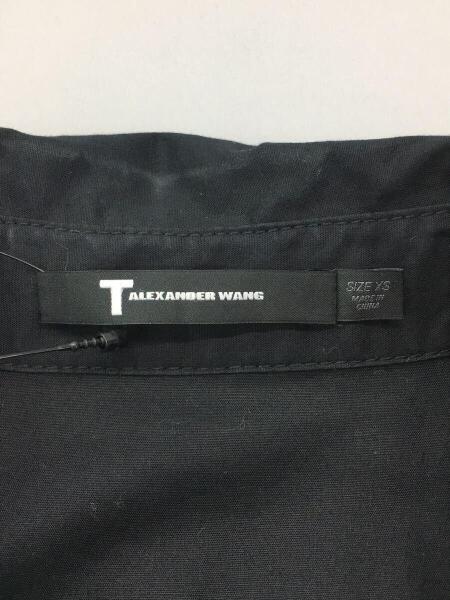 T ALEXANDER WANG
SIZE XS
MADE IN
CHINA